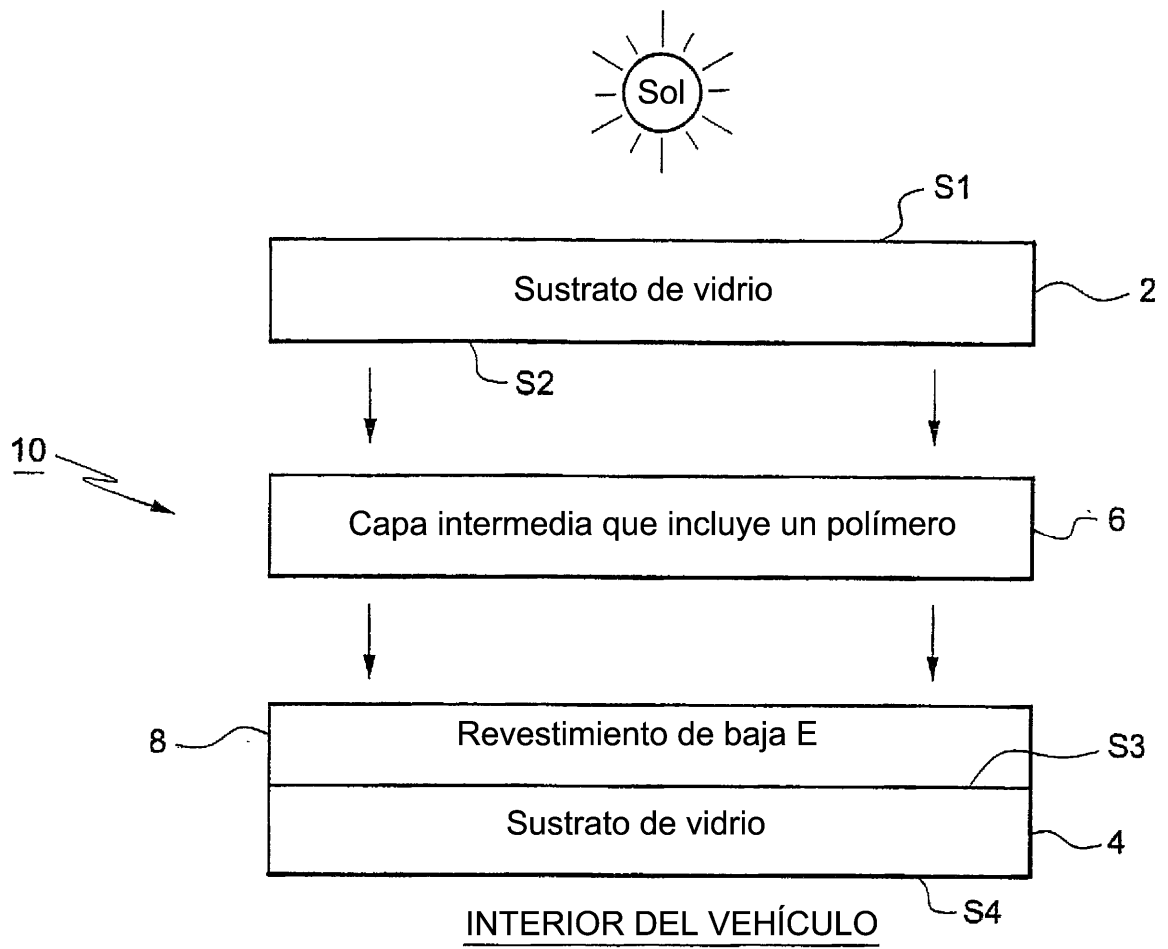 Sol
S1
Sustrato de vidrio
2
S2
10
Capa intermedia que incluye un polímero
6
8
Revestimiento de baja E
S3
Sustrato de vidrio
4
S4
INTERIOR DEL VEHÍCULO